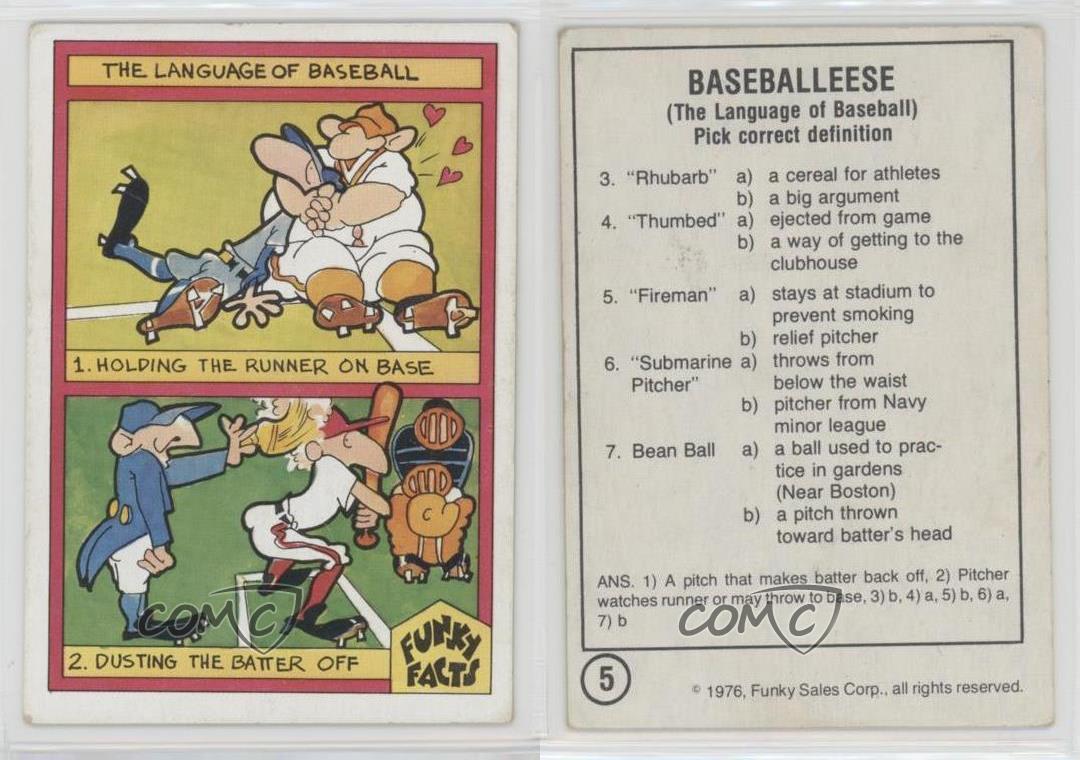 THE LANGUAGE OF BASEBALL
1. HOLDING THE RUNNER ON BASE
2. DUSTING THE BATTER OFF
FUNKY
FACTS
COMC
BASEBALLEESE
(The Language of Baseball)
Pick correct definition
3. "Rhubarb" a) a cereal for athletes
b) a big argument
4. "Thumbed" a) ejected from game
b) a way of getting to the
clubhouse
5. "Fireman" a) stays at stadium to
prevent smoking
b) relief pitcher
6. "Submarine a) throws from
Pitcher" below the waist
b) pitcher from Navy
minor league
7. Bean Ball a) a ball used to prac-
tice in gardens
(Near Boston)
b) a pitch thrown
toward batter's head
ANS. 1) A pitch that makes batter back off, 2) Pitcher
watches runner or may throw to base, 3) b, 4) a, 5) b, 6) a,
7) b
COMC
5
© 1976, Funky Sales Corp., all rights reserved.